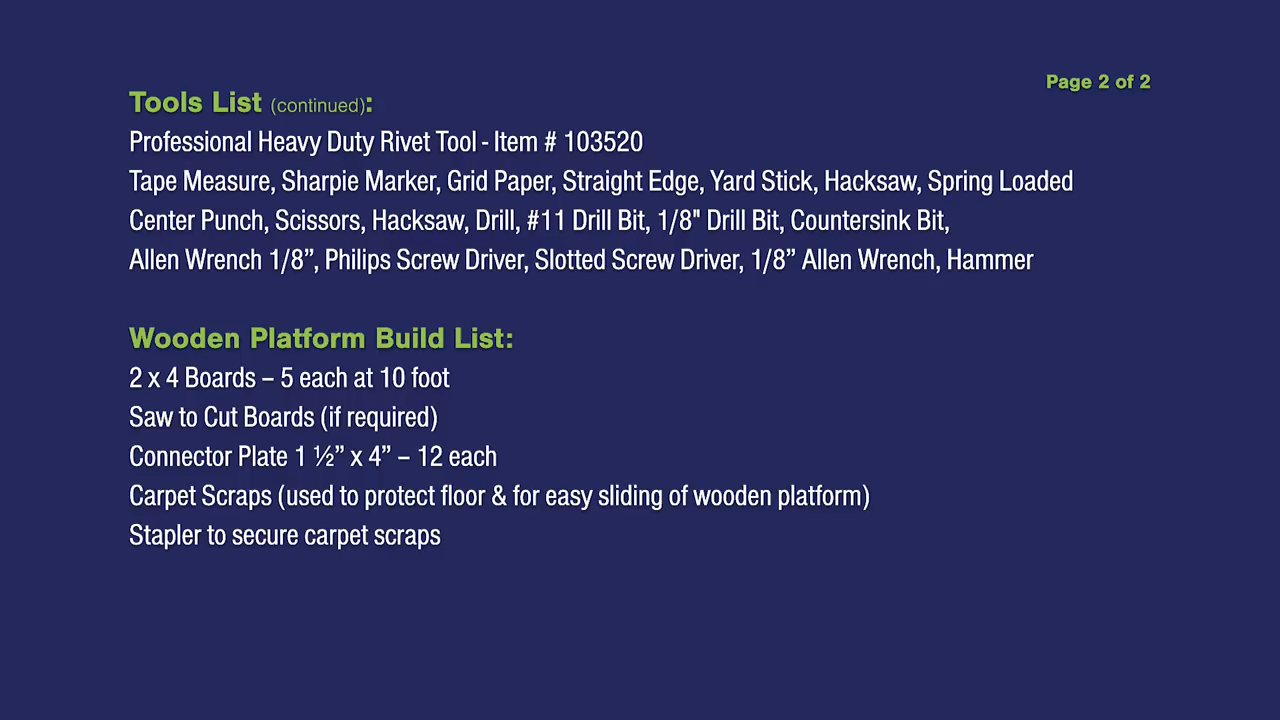 Page 2 of 2
Tools List (continued):
Professional Heavy Duty Rivet Tool - Item # 103520
Tape Measure, Sharpie Marker, Grid Paper, Straight Edge, Yard Stick, Hacksaw, Spring Loaded
Center Punch, Scissors, Hacksaw, Drill, #11 Drill Bit, 1/8" Drill Bit, Countersink Bit,
Allen Wrench 1/8”, Philips Screw Driver, Slotted Screw Driver, 1/8” Allen Wrench, Hammer
Wooden Platform Build List:
2 x 4 Boards – 5 each at 10 foot
Saw to Cut Boards (if required)
Connector Plate 1 ½” x 4” – 12 each
Carpet Scraps (used to protect floor & for easy sliding of wooden platform)
Stapler to secure carpet scraps